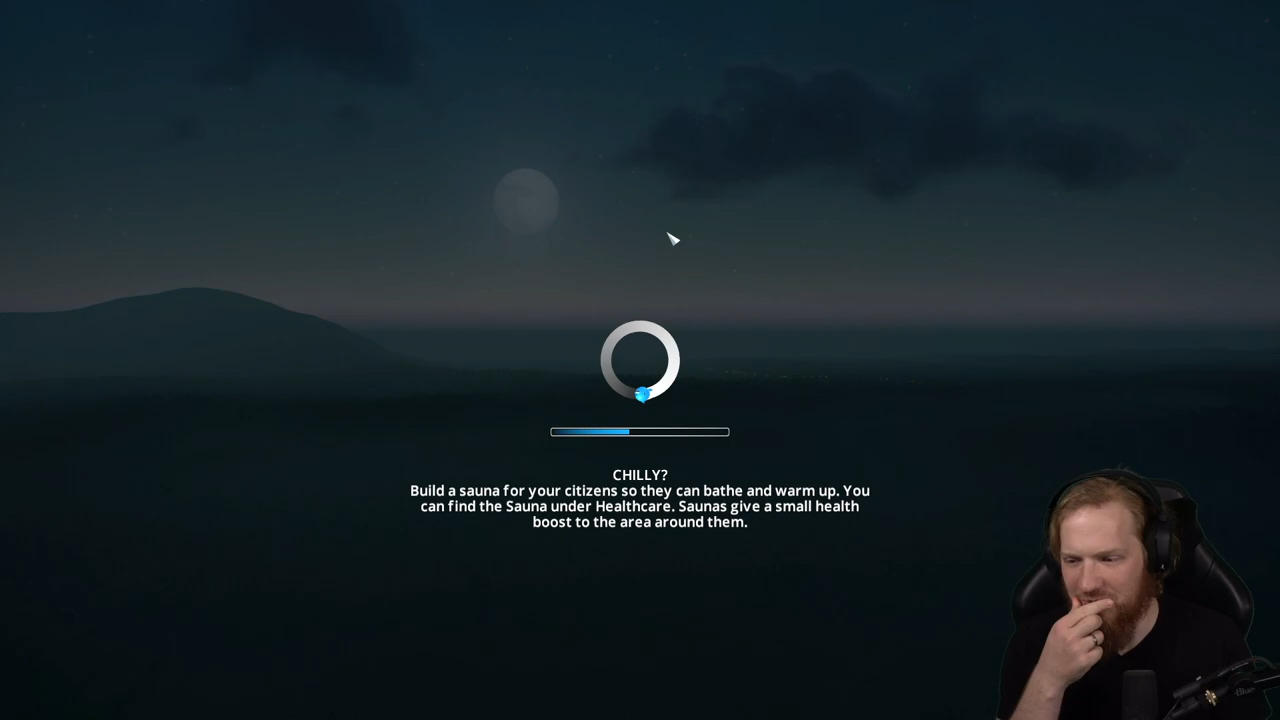 CHILLY?
Build a sauna for your citizens so they can bathe and warm up. You
can find the Sauna under Healthcare. Saunas give a small health
boost to the area around them.
Blue